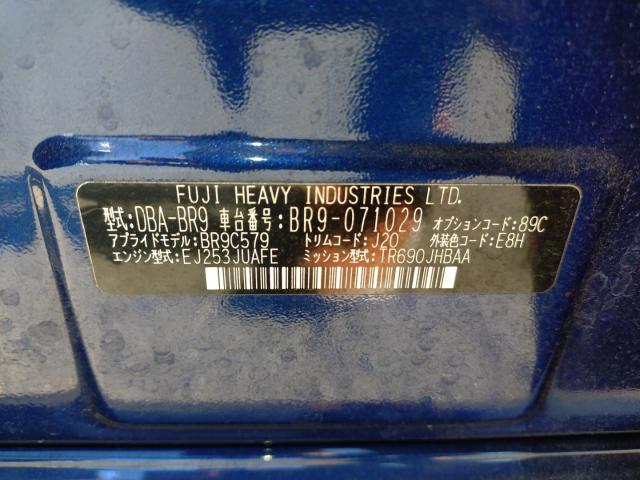 FUJI HEAVY INDUSTRIES LTD.
型式:DBA-BR9 車台番号:BR9-071029 オプションコード:89C
アプライドモデル:BR9C579 トリムコード:J20 外装色コード:E8H
エンジン型式:EJ253JUAFE ミッション型式:TR690JHBAA